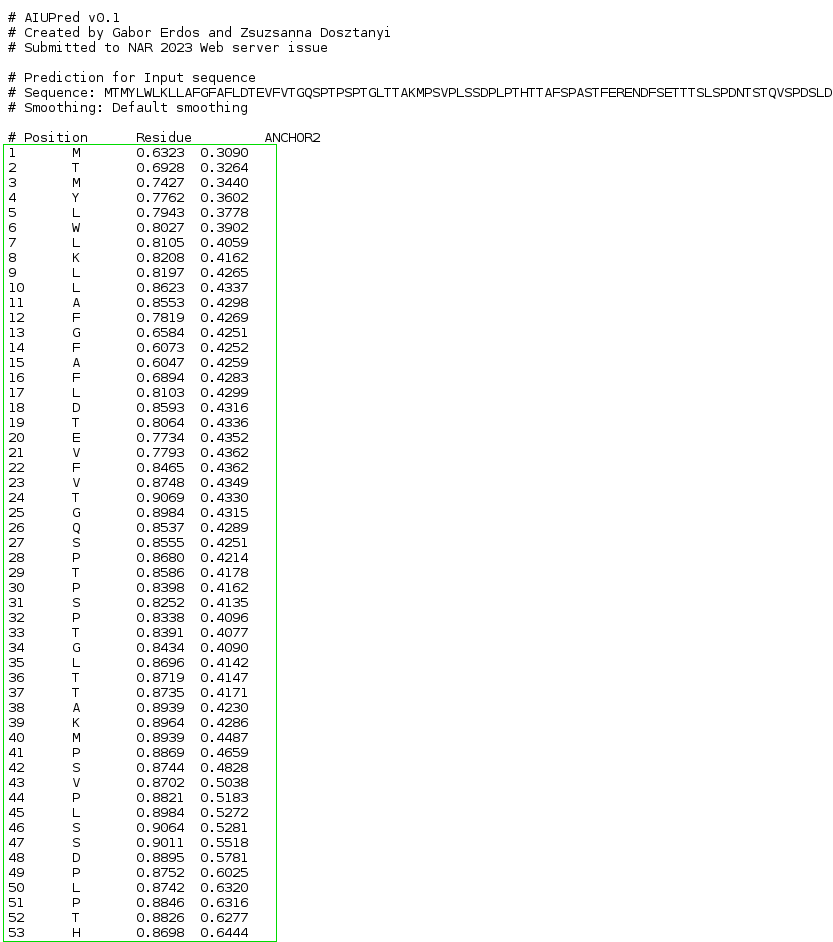 # AIUPred v0.1
# Created by Gabor Erdos and Zsuzsanna Dosztanyi
# Submitted to NAR 2023 Web server issue
# Prediction for Input sequence
# Sequence: MTMYLWLKLLAFGFAFLDTEVFVTGQSPTPSPTGLTTAKMPSVPLSSDPLPTHTTAFSPASTFERENDFSETTTSLSPDNTSTQVSPDSLD
# Smoothing: Default smoothing
# Position Residue ANCHOR2
1 M 0.6323 0.3090
2 T 0.6928 0.3264
3 M 0.7427 0.3440
4 Y 0.7762 0.3602
5 L 0.7943 0.3778
6 W 0.8027 0.3902
7 L 0.8105 0.4059
8 K 0.8208 0.4162
9 L 0.8197 0.4265
10 L 0.8623 0.4337
11 A 0.8553 0.4298
12 F 0.7819 0.4269
13 G 0.6584 0.4251
14 F 0.6073 0.4252
15 A 0.6047 0.4259
16 F 0.6894 0.4283
17 L 0.8103 0.4299
18 D 0.8593 0.4316
19 T 0.8064 0.4336
20 E 0.7734 0.4352
21 V 0.7793 0.4362
22 F 0.8465 0.4362
23 V 0.8748 0.4349
24 T 0.9069 0.4330
25 G 0.8984 0.4315
26 Q 0.8537 0.4289
27 S 0.8555 0.4251
28 P 0.8680 0.4214
29 T 0.8586 0.4178
30 P 0.8398 0.4162
31 S 0.8252 0.4135
32 P 0.8338 0.4096
33 T 0.8391 0.4077
34 G 0.8434 0.4090
35 L 0.8696 0.4142
36 T 0.8719 0.4147
37 T 0.8735 0.4171
38 A 0.8939 0.4230
39 K 0.8964 0.4286
40 M 0.8939 0.4487
41 P 0.8869 0.4659
42 S 0.8744 0.4828
43 V 0.8702 0.5038
44 P 0.8821 0.5183
45 L 0.8984 0.5272
46 S 0.9064 0.5281
47 S 0.9011 0.5518
48 D 0.8895 0.5781
49 P 0.8752 0.6025
50 L 0.8742 0.6320
51 P 0.8846 0.6316
52 T 0.8826 0.6277
53 H 0.8698 0.6444